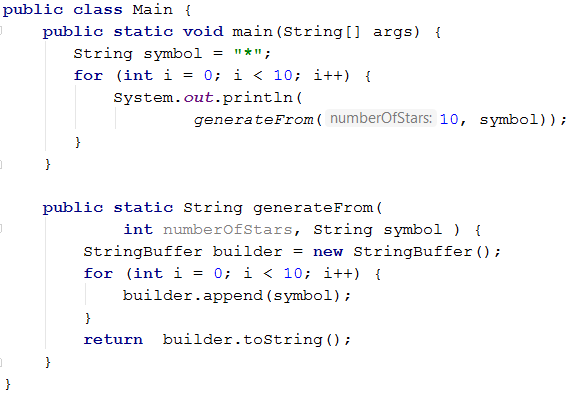 public class Main {
    public static void main(String[] args) {
       String symbol = "*";
       for (int i = 0; i < 10; i++) {
           System.out.println(
                   generateFrom( numberOfStars: 10, symbol));
       }
    }

    public static String generateFrom(
            int numberOfStars, String symbol ) {
        StringBuffer builder = new StringBuffer();
        for (int i = 0; i < 10; i++) {
            builder.append(symbol);
        }
        return  builder.toString();
    }
}